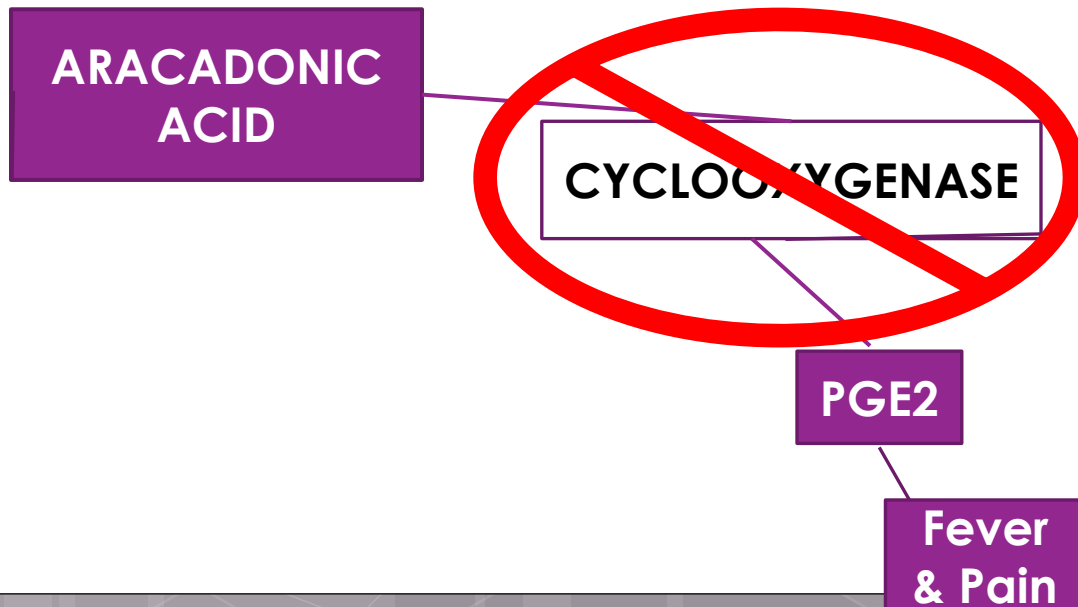 ARACADONIC
ACID
CYCLOOXYGENASE
PGE2
Fever
& Pain